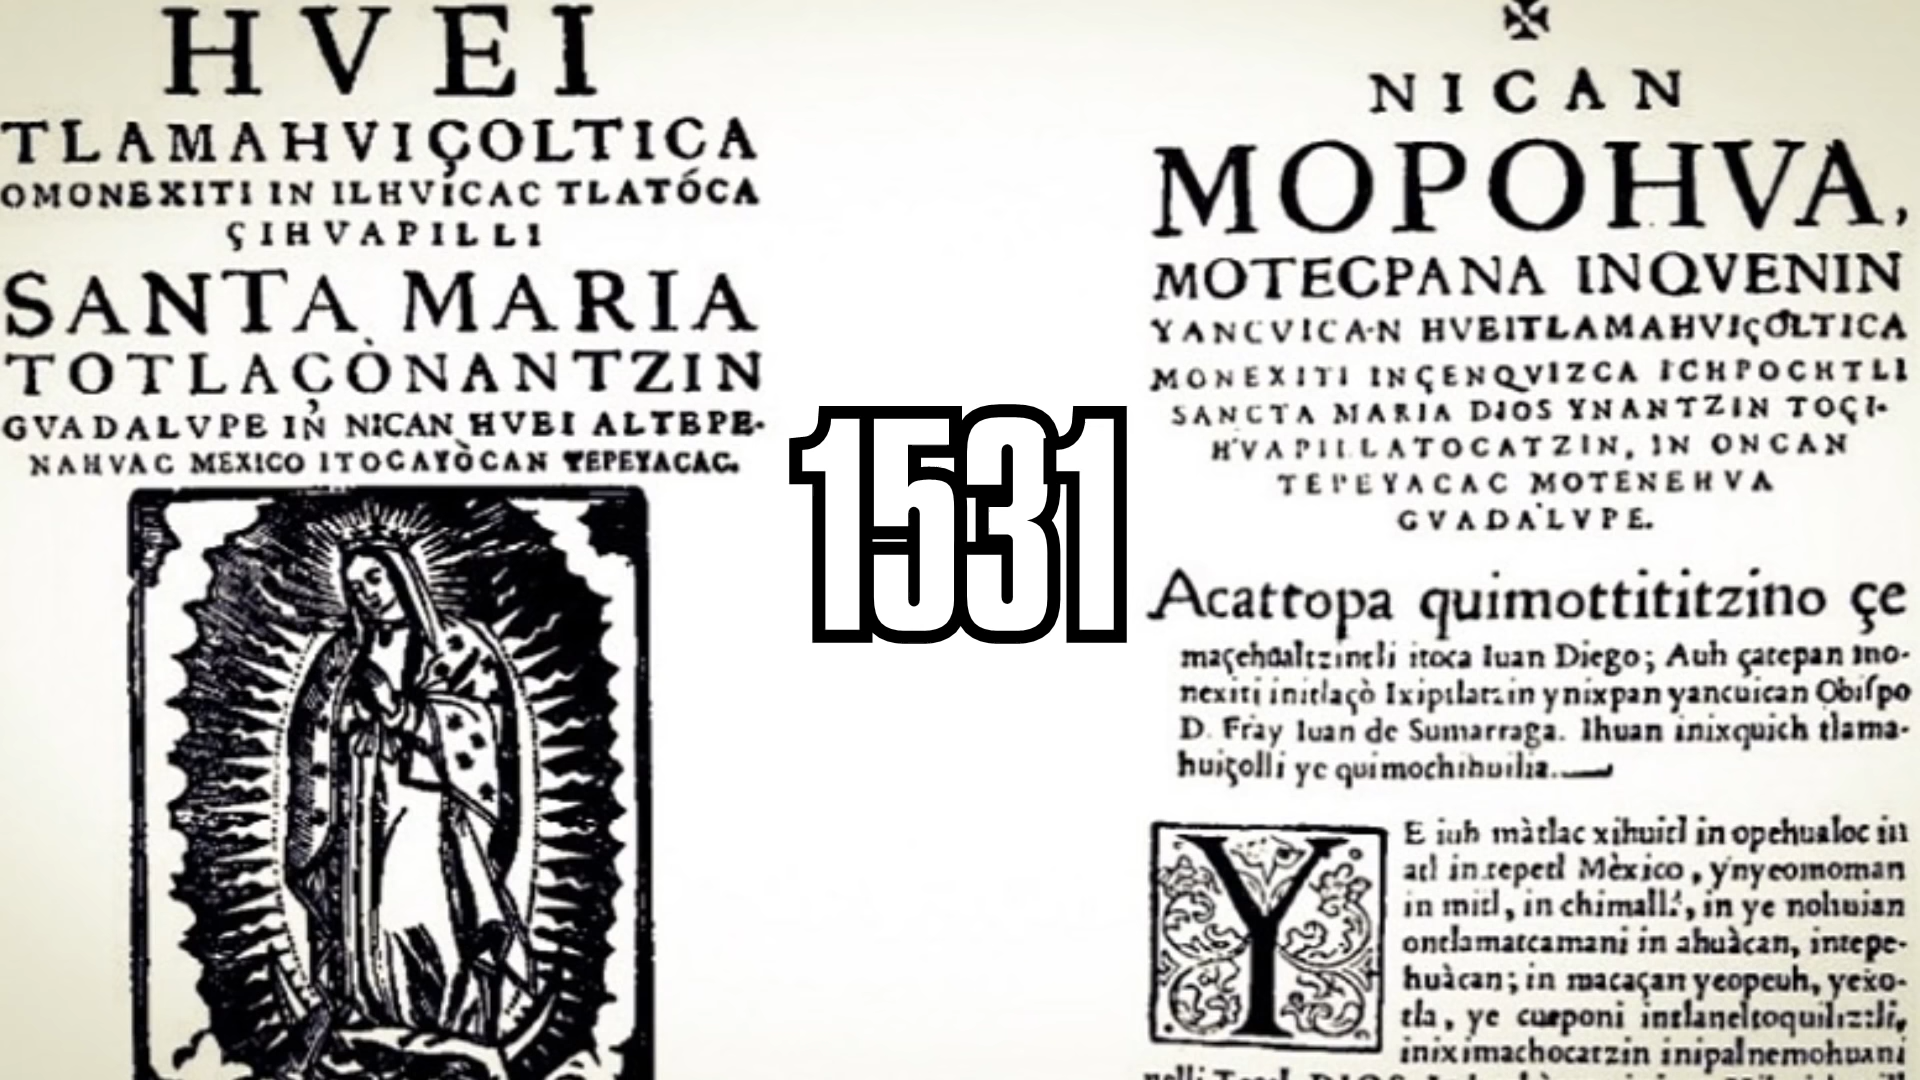 HVEI
TLAMAHVIÇOLTICA
OMONEXITI IN ILHVICAC TLATÓCA
ÇIHVAPILLI
SANTA MARIA
TOTLAÇÒNANTZIN
GVADALVPE IN NICAN HVEI ALTEPE-
NAHVAC MEXICO ITOCAYÒCAN TEPEYACAC.
1531
NICAN
MOPOHVA,
MOTECPANA INQVENIN
YANCVICAN HVEITLAMAHVIÇOLTICA
MONEXITI INÇENQVIZCA ICHPOCHTLI
SANCTA MARIA DIOS YNANTZIN TOÇI-
HVAPILLATOCATZIN, IN ONCAN
TEPEYACAC MOTENEHVA
GVADALVPE.
Acattopa quimottititzíno çe
maçehualtzintli itoca Iuan Diego; Auh çatepan mo-
nexiti initlaçò Ixiptlatzin ynixpan yancuican Obiſpo
D. Fray Iuan de Sumarraga. Ihuan inixquich tlama-
huiçolli ye quimochihuilia.
YE iuh màtlac xihuitl in opehualoc in
atl in tepetl Mèxico, ynyeomoman
in mitl, in chimalli, in ye nohuian
ontlamatcamani in ahuàcan, intepe-
huàcan; in macaçan yeopeuh, yexo-
tla, ye cueponi intlaneltoquiliztli,
iniximachocatzin inipalnemohuani